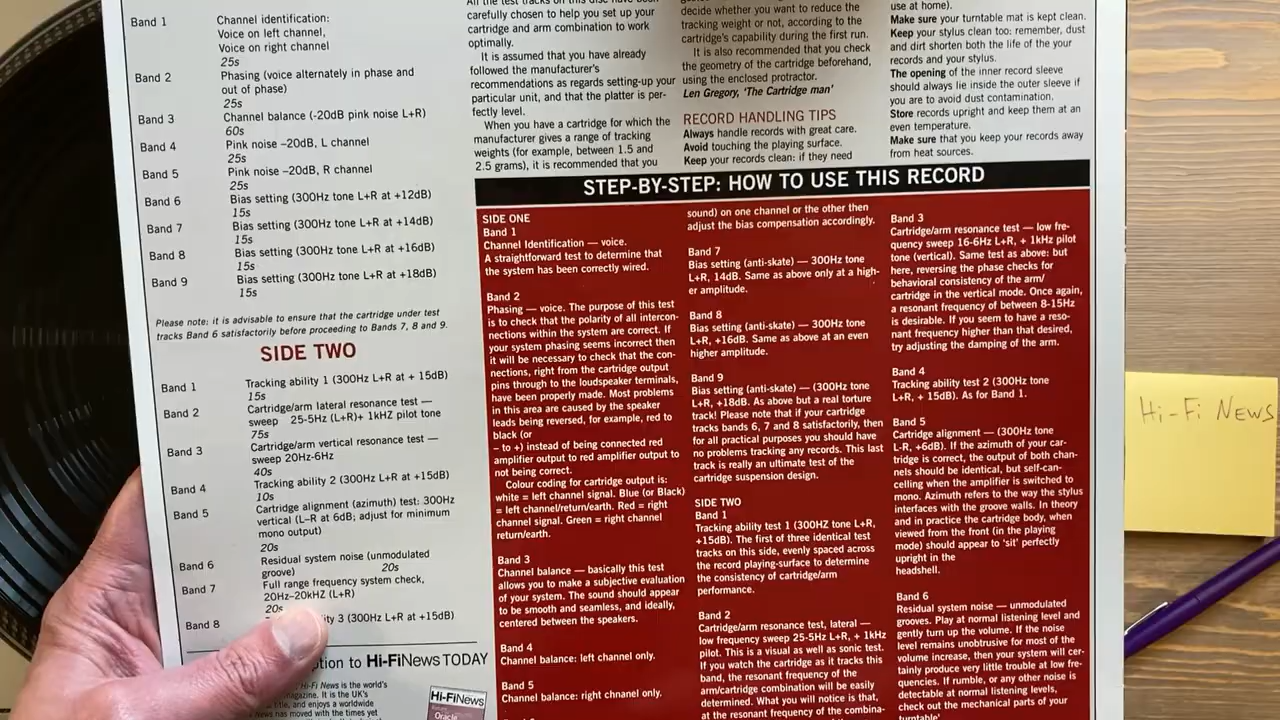 Band 1 Channel identification:
Voice on left channel,
Voice on right channel
25s
Band 2 Phasing (voice alternately in phase and
out of phase)
25s
Band 3 Channel balance (-20dB pink noise L+R)
60s
Band 4 Pink noise –20dB, L channel
25s
Band 5 Pink noise –20dB, R channel
25s
Band 6 Bias setting (300Hz tone L+R at +12dB)
15s
Band 7 Bias setting (300Hz tone L+R at +14dB)
15s
Band 8 Bias setting (300Hz tone L+R at +16dB)
15s
Band 9 Bias setting (300Hz tone L+R at +18dB)
15s
Please note: it is advisable to ensure that the cartridge under test
tracks Band 6 satisfactorily before proceeding to Bands 7, 8 and 9.
SIDE TWO
Band 1 Tracking ability 1 (300Hz L+R at + 15dB)
15s
Band 2 Cartridge/arm lateral resonance test —
sweep 25-5Hz (L+R)+ 1kHZ pilot tone
75s
Band 3 Cartridge/arm vertical resonance test —
sweep 20Hz-6Hz
40s
Band 4 Tracking ability 2 (300Hz L+R at +15dB)
10s
Band 5 Cartridge alignment (azimuth) test: 300Hz
vertical (L–R at 6dB; adjust for minimum
mono output)
20s
Band 6 Residual system noise (unmodulated
groove) 20s
Band 7 Full range frequency system check,
20Hz–20kHZ (L+R)
20s
Band 8 3 (300Hz L+R at +15dB)
to Hi-FiNews TODAY
Hi-Fi News is the world's
It is the UK's
and enjoys a worldwide
News has moved with the times yet
Hi-FiNews
Oracle
All the test tracks on this disc have been
carefully chosen to help you set up your
cartridge and arm combination to work
optimally.
It is assumed that you have already
followed the manufacturer's
recommendations as regards setting-up your
particular unit, and that the platter is per-
fectly level.
When you have a cartridge for which the
manufacturer gives a range of tracking
weights (for example, between 1.5 and
2.5 grams), it is recommended that you
decide whether you want to reduce the
tracking weight or not, according to the
cartridge's capability during the first run.
It is also recommended that you check
the geometry of the cartridge beforehand,
using the enclosed protractor.
Len Gregory, 'The Cartridge man'
RECORD HANDLING TIPS
Always handle records with great care.
Avoid touching the playing surface.
Keep your records clean: if they need
use at home).
Make sure your turntable mat is kept clean.
Keep your stylus clean too: remember, dust
and dirt shorten both the life of the your
records and your stylus.
The opening of the inner record sleeve
should always lie inside the outer sleeve if
you are to avoid dust contamination.
Store records upright and keep them at an
even temperature.
Make sure that you keep your records away
from heat sources.
STEP-BY-STEP: HOW TO USE THIS RECORD
SIDE ONE
Band 1
Channel Identification — voice.
A straightforward test to determine that
the system has been correctly wired.
Band 2
Phasing — voice. The purpose of this test
is to check that the polarity of all intercon-
nections within the system are correct. If
your system phasing seems incorrect then
it will be necessary to check that the con-
nections, right from the cartridge output
pins through to the loudspeaker terminals,
have been properly made. Most problems
in this area are caused by the speaker
leads being reversed, for example, red to
black (or
– to +) instead of being connected red
amplifier output to red amplifier output to
not being correct.
Colour coding for cartridge output is:
white = left channel signal. Blue (or Black)
= left channel/return/earth. Red = right
channel signal. Green = right channel
return/earth.
Band 3
Channel balance — basically this test
allows you to make a subjective evaluation
of your system. The sound should appear
to be smooth and seamless, and ideally,
centered between the speakers.
Band 4
Channel balance: left channel only.
Band 5
Channel balance: right channel only.
sound) on one channel or the other then
adjust the bias compensation accordingly.
Band 7
Bias setting (anti-skate) — 300Hz tone
L+R, 14dB. Same as above only at a high-
er amplitude.
Band 8
Bias setting (anti-skate) — 300Hz tone
L+R, +16dB. Same as above at an even
higher amplitude.
Band 9
Bias setting (anti-skate) — (300Hz tone
L+R, +18dB. As above but a real torture
track! Please note that if your cartridge
tracks bands 6, 7 and 8 satisfactorily, then
for all practical purposes you should have
no problems tracking any records. This last
track is really an ultimate test of the
cartridge suspension design.
SIDE TWO
Band 1
Tracking ability test 1 (300HZ tone L+R,
+15dB). The first of three identical test
tracks on this side, evenly spaced across
the record playing-surface to determine
the consistency of cartridge/arm
performance.
Band 2
Cartridge/arm resonance test, lateral —
low frequency sweep 25-5Hz L+R, + 1kHz
pilot. This is a visual as well as sonic test.
If you watch the cartridge as it tracks this
band, the resonant frequency of the
arm/cartridge combination will be easily
determined. What you will notice is that,
at the resonant frequency of the combina-
Band 3
Cartridge/arm resonance test — low fre-
quency sweep 16-6Hz L+R, + 1kHz pilot
tone (vertical). Same test as above: but
here, reversing the phase checks for
behavioral consistency of the arm/
cartridge in the vertical mode. Once again,
a resonant frequency of between 8-15Hz
is desirable. If you seem to have a reso-
nant frequency higher than that desired,
try adjusting the damping of the arm.
Band 4
Tracking ability test 2 (300Hz tone
L+R, + 15dB). As for Band 1.
Band 5
Cartridge alignment — (300Hz tone
L-R, +6dB). If the azimuth of your car-
tridge is correct, the output of both chan-
nels should be identical, but self-can-
celling when the amplifier is switched to
mono. Azimuth refers to the way the stylus
interfaces with the groove walls. In theory
and in practice the cartridge body, when
viewed from the front (in the playing
mode) should appear to 'sit' perfectly
upright in the
headshell.
Band 6
Residual system noise — unmodulated
grooves. Play at normal listening level and
gently turn up the volume. If the noise
level remains unobtrusive for most of the
volume increase, then your system will cer-
tainly produce very little trouble at low fre-
quencies. If rumble, or any other noise is
detectable at normal listening levels,
check out the mechanical parts of your
turntable'
Hi-Fi News